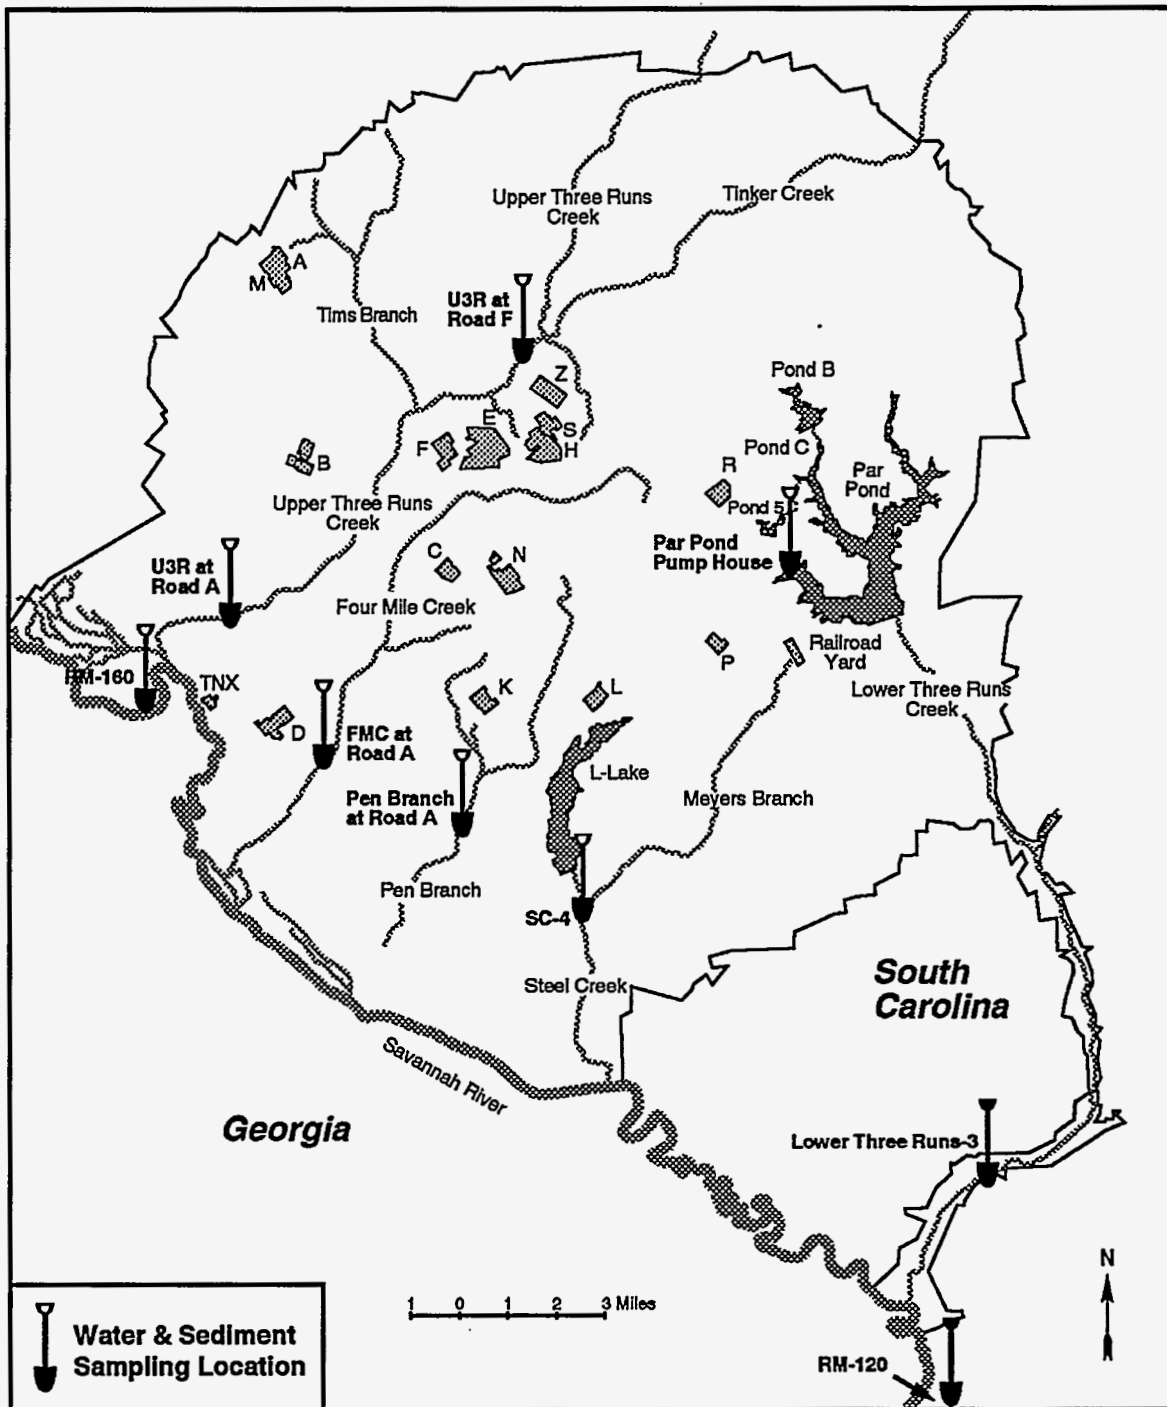 Upper Three Runs
Creek
Tinker Creek
A
M
U3R at
Road F
Tims Branch
Z
Pond B
E
S
F
H
Pond C
B
R
Par
Pond
Upper Three Runs
Creek
Pond 5
Par Pond
Pump House
C
N
U3R at
Road A
Four Mile Creek
Railroad
Yard
P
RM-160
TNX
K
L
Lower Three Runs
Creek
D
FMC at
Road A
L-Lake
Pen Branch
at Road A
Meyers Branch
Pen Branch
SC-4
South
Carolina
Steel Creek
Savannah River
Georgia
Lower Three Runs-3
N
1 0 1 2 3 Miles
Water & Sediment
Sampling Location
RM-120